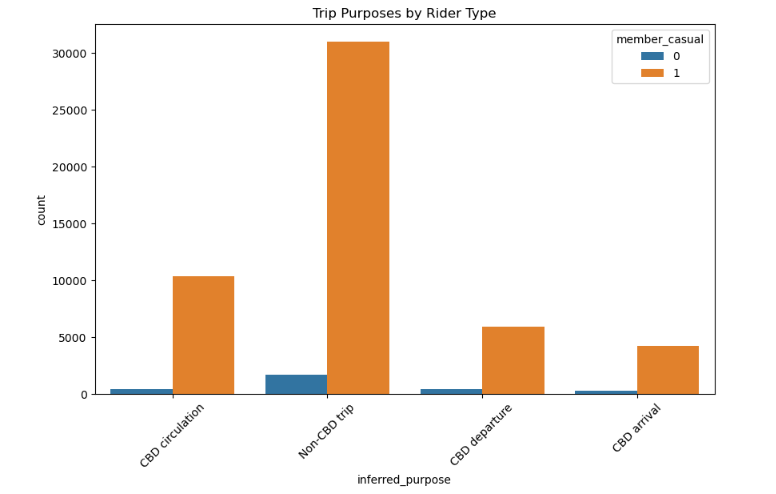 Trip Purposes by Rider Type
member_casual
0
1
30000
25000
20000
15000
10000
5000
0
count
CBD circulation
Non-CBD trip
CBD departure
CBD arrival
inferred_purpose